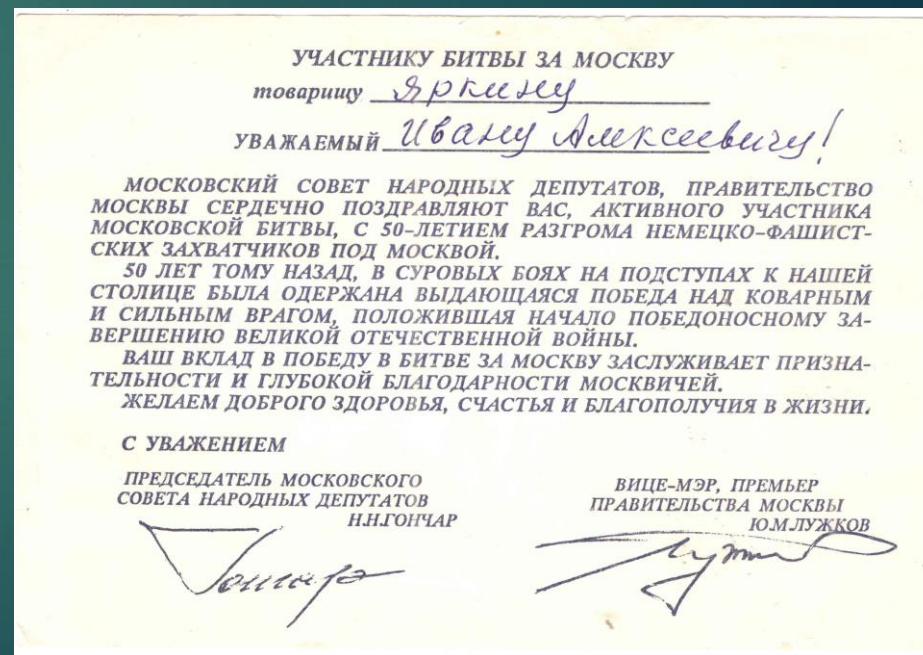 УЧАСТНИКУ БИТВЫ ЗА МОСКВУ
товарищу Яркину
УВАЖАЕМЫЙ Ивану Алексеевичу!
МОСКОВСКИЙ СОВЕТ НАРОДНЫХ ДЕПУТАТОВ, ПРАВИТЕЛЬСТВО
МОСКВЫ СЕРДЕЧНО ПОЗДРАВЛЯЮТ ВАС, АКТИВНОГО УЧАСТНИКА
МОСКОВСКОЙ БИТВЫ, С 50-ЛЕТИЕМ РАЗГРОМА НЕМЕЦКО-ФАШИСТ-
СКИХ ЗАХВАТЧИКОВ ПОД МОСКВОЙ.
50 ЛЕТ ТОМУ НАЗАД, В СУРОВЫХ БОЯХ НА ПОДСТУПАХ К НАШЕЙ
СТОЛИЦЕ БЫЛА ОДЕРЖАНА ВЫДАЮЩАЯСЯ ПОБЕДА НАД КОВАРНЫМ
И СИЛЬНЫМ ВРАГОМ, ПОЛОЖИВШАЯ НАЧАЛО ПОБЕДОНОСНОМУ ЗА-
ВЕРШЕНИЮ ВЕЛИКОЙ ОТЕЧЕСТВЕННОЙ ВОЙНЫ.
ВАШ ВКЛАД В ПОБЕДУ В БИТВЕ ЗА МОСКВУ ЗАСЛУЖИВАЕТ ПРИЗНА-
ТЕЛЬНОСТИ И ГЛУБОКОЙ БЛАГОДАРНОСТИ МОСКВИЧЕЙ.
ЖЕЛАЕМ ДОБРОГО ЗДОРОВЬЯ, СЧАСТЬЯ И БЛАГОПОЛУЧИЯ В ЖИЗНИ.
С УВАЖЕНИЕМ
ПРЕДСЕДАТЕЛЬ МОСКОВСКОГО
СОВЕТА НАРОДНЫХ ДЕПУТАТОВ
Н.Н.ГОНЧАР
ВИЦЕ-МЭР, ПРЕМЬЕР
ПРАВИТЕЛЬСТВА МОСКВЫ
Ю.М.ЛУЖКОВ